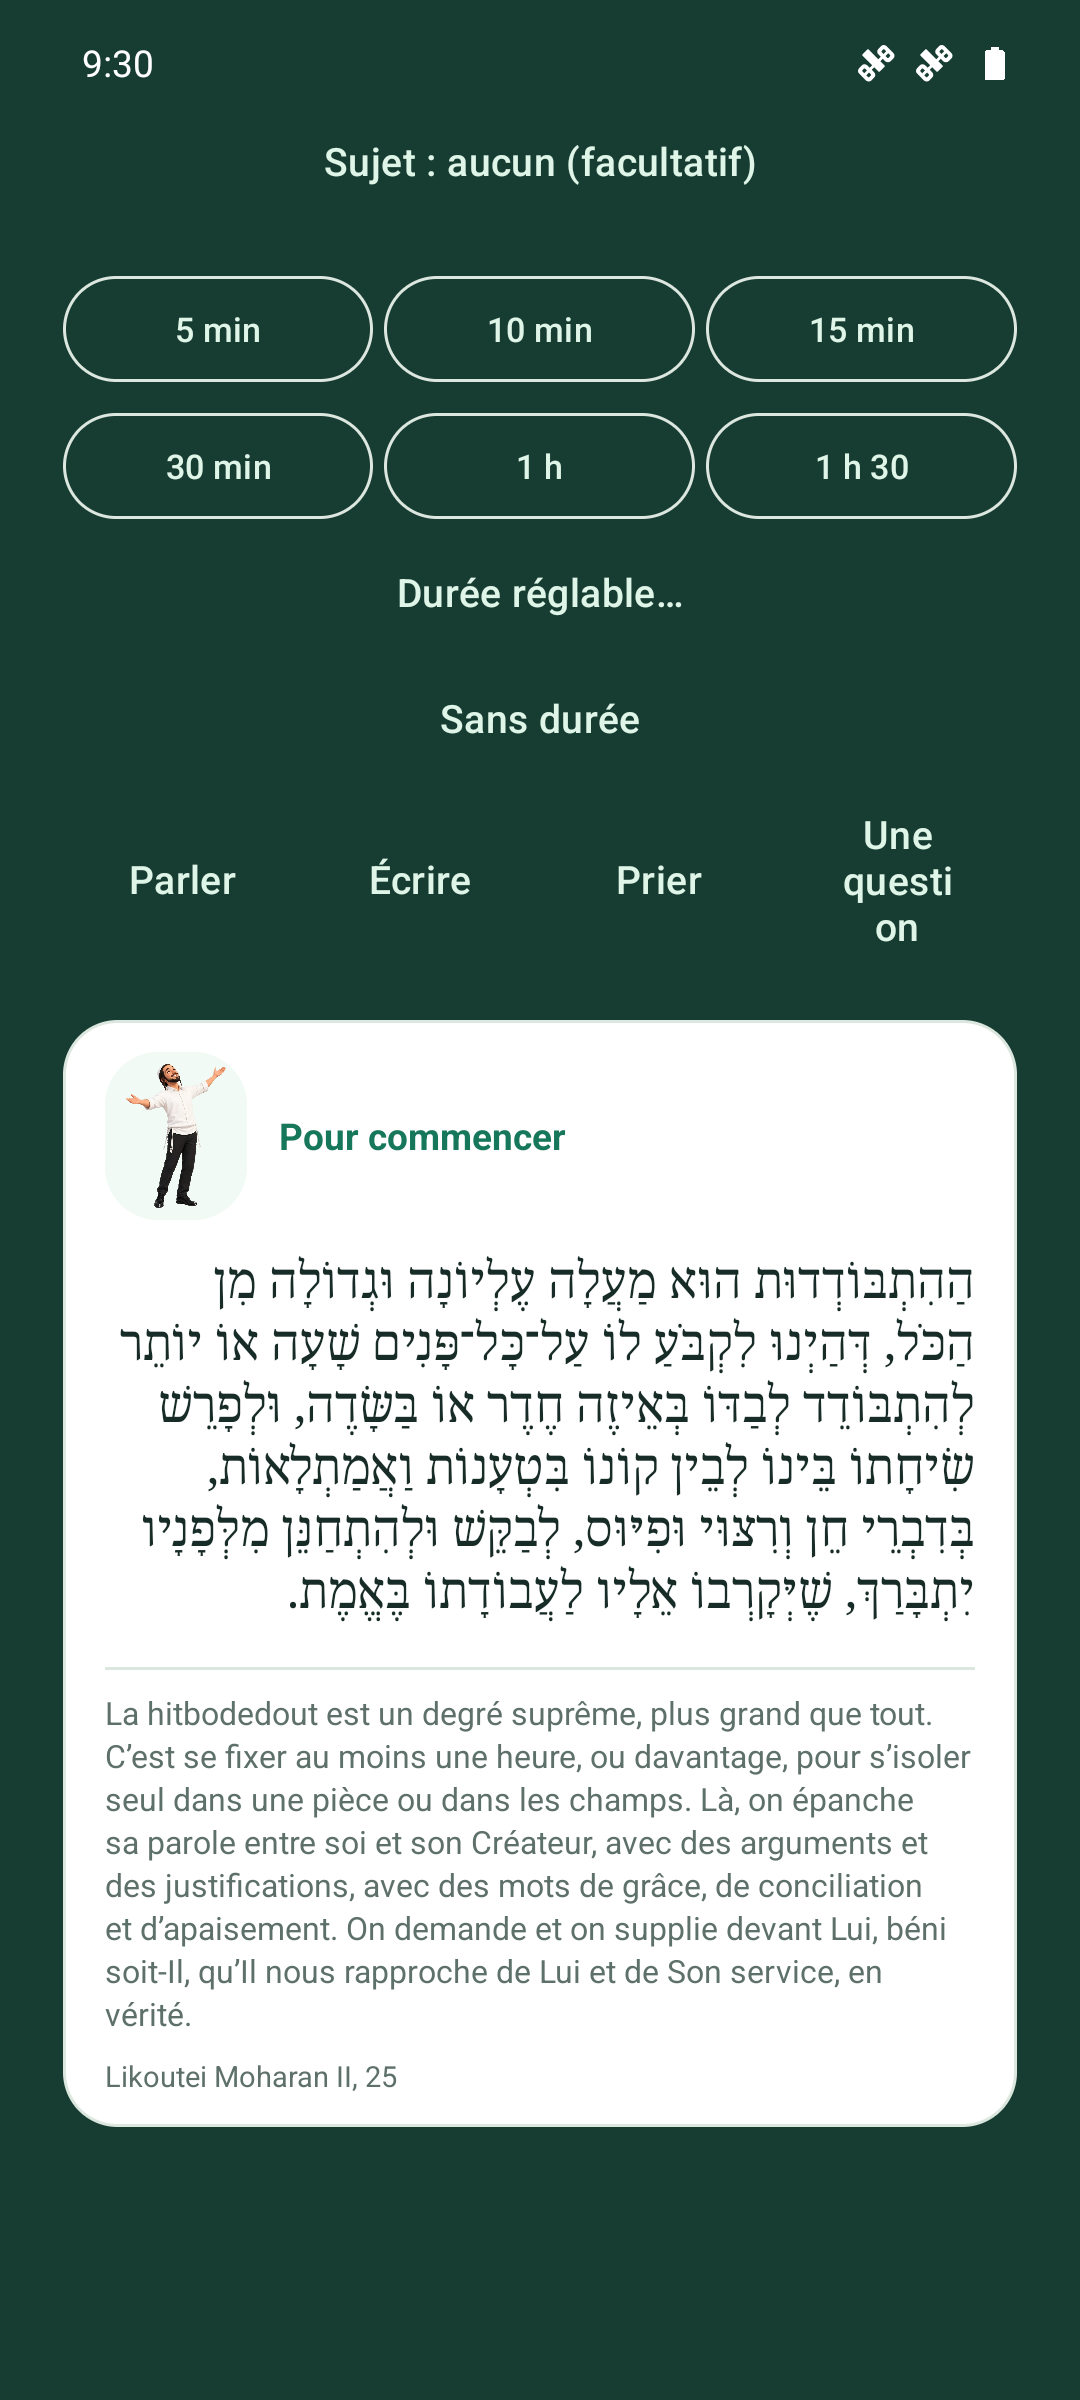 9:30
Sujet : aucun (facultatif)
5 min
10 min
15 min
30 min
1 h
1 h 30
Durée réglable…
Sans durée
Parler
Écrire
Prier
Une
questi
on
Pour commencer
הַהִתְבּוֹדְדוּת הוּא מַעֲלָה עֶלְיוֹנָה וּגְדוֹלָה מִן
הַכֹּל, דְּהַיְנוּ לִקְבֹּעַ לוֹ עַל־כָּל־פָּנִים שָׁעָה אוֹ יוֹתֵר
לְהִתְבּוֹדֵד לְבַדּוֹ בְּאֵיזֶה חֶדֶר אוֹ בַּשָּׂדֶה, וּלְפָרֵשׁ
שִׂיחָתוֹ בֵּינוֹ לְבֵין קוֹנוֹ בִּטְעָנוֹת וַאֲמַתְלָאוֹת,
בְּדִבְרֵי חֵן וְרִצּוּי וּפִיּוּס, לְבַקֵּשׁ וּלְהִתְחַנֵּן מִלְּפָנָיו
יִתְבָּרַךְ, שֶׁיְּקָרְבוֹ אֵלָיו לַעֲבוֹדָתוֹ בֶּאֱמֶת.
La hitbodedout est un degré suprême, plus grand que tout.
C’est se fixer au moins une heure, ou davantage, pour s’isoler
seul dans une pièce ou dans les champs. Là, on épanche
sa parole entre soi et son Créateur, avec des arguments et
des justifications, avec des mots de grâce, de conciliation
et d’apaisement. On demande et on supplie devant Lui, béni
soit-Il, qu’Il nous rapproche de Lui et de Son service, en
vérité.
Likoutei Moharan II, 25